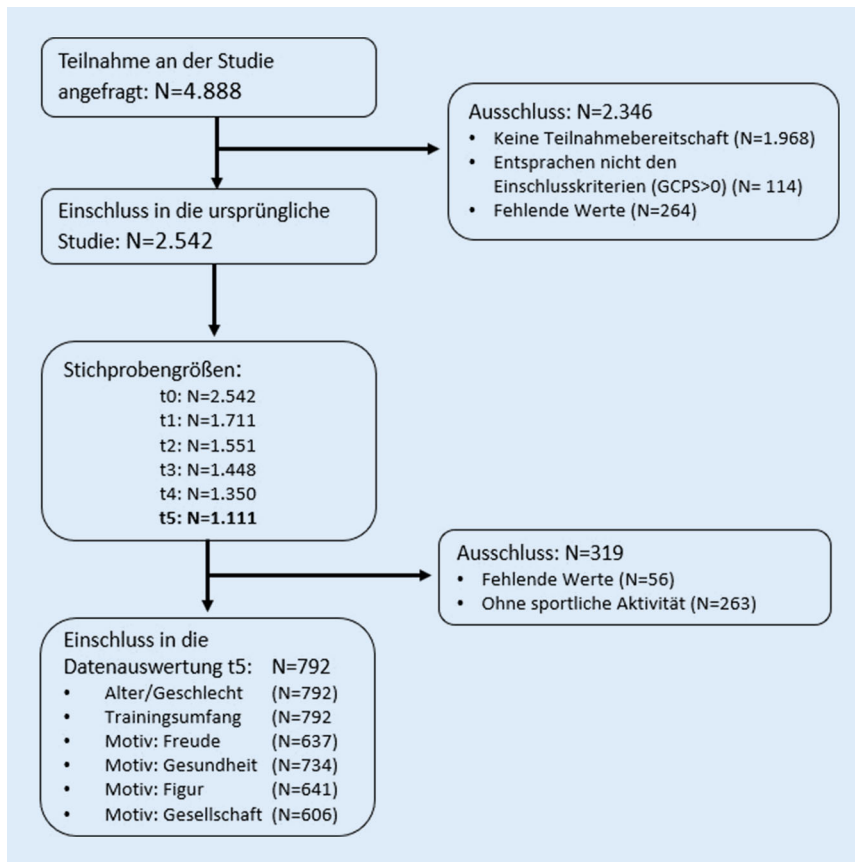 Teilnahme an der Studie
angefragt: N=4.888
Ausschluss: N=2.346
• Keine Teilnahmebereitschaft (N=1.968)
• Entsprachen nicht den
Einschlusskriterien (GCPS>0) (N= 114)
• Fehlende Werte (N=264)
Einschluss in die ursprüngliche
Studie: N=2.542
Stichprobengrößen:
t0: N=2.542
t1: N=1.711
t2: N=1.551
t3: N=1.448
t4: N=1.350
t5: N=1.111
Ausschluss: N=319
• Fehlende Werte (N=56)
• Ohne sportliche Aktivität (N=263)
Einschluss in die
Datenauswertung t5: N=792
• Alter/Geschlecht (N=792)
• Trainingsumfang (N=792
• Motiv: Freude (N=637)
• Motiv: Gesundheit (N=734)
• Motiv: Figur (N=641)
• Motiv: Gesellschaft (N=606)